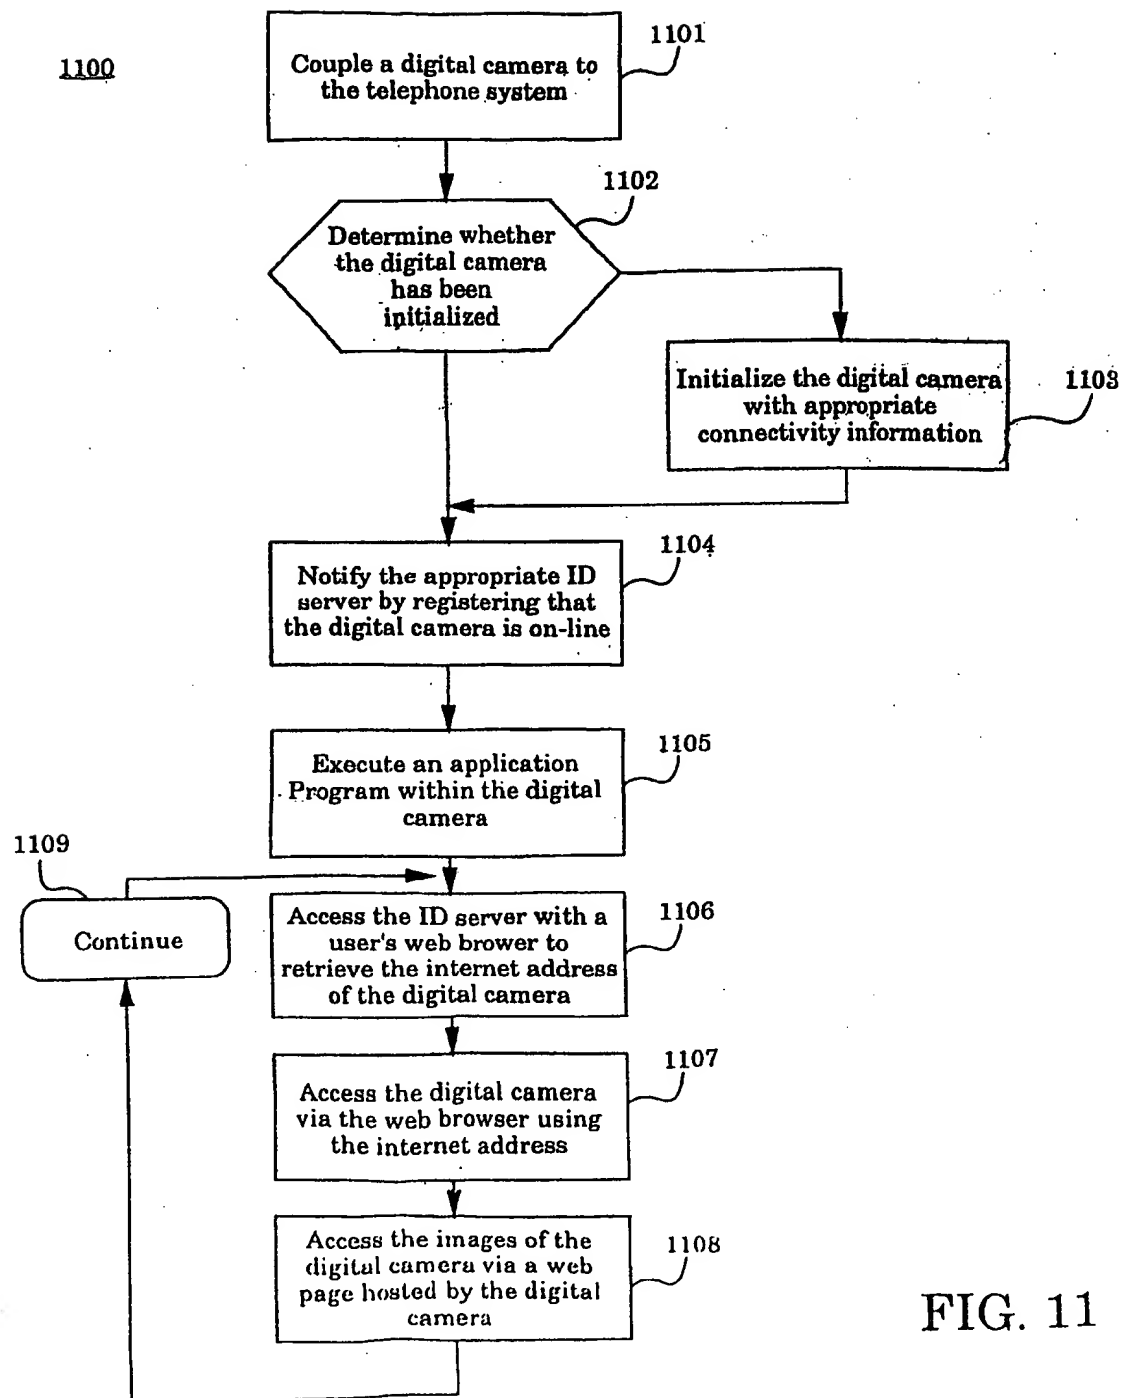 1100
Couple a digital camera to
the telephone system
1101
1102
Determine whether
the digital camera
has been
initialized
Initialize the digital camera
with appropriate
connectivity information
1103
1104
Notify the appropriate ID
server by registering that
the digital camera is on-line
1105
Execute an application
Program within the digital
camera
1109
Continue
Access the ID server with a
user's web brower to
retrieve the internet address
of the digital camera
1106
Access the digital camera
via the web browser using
the internet address
1107
Access the images of the
digital camera via a web
page hosted by the digital
camera
1108
FIG. 11